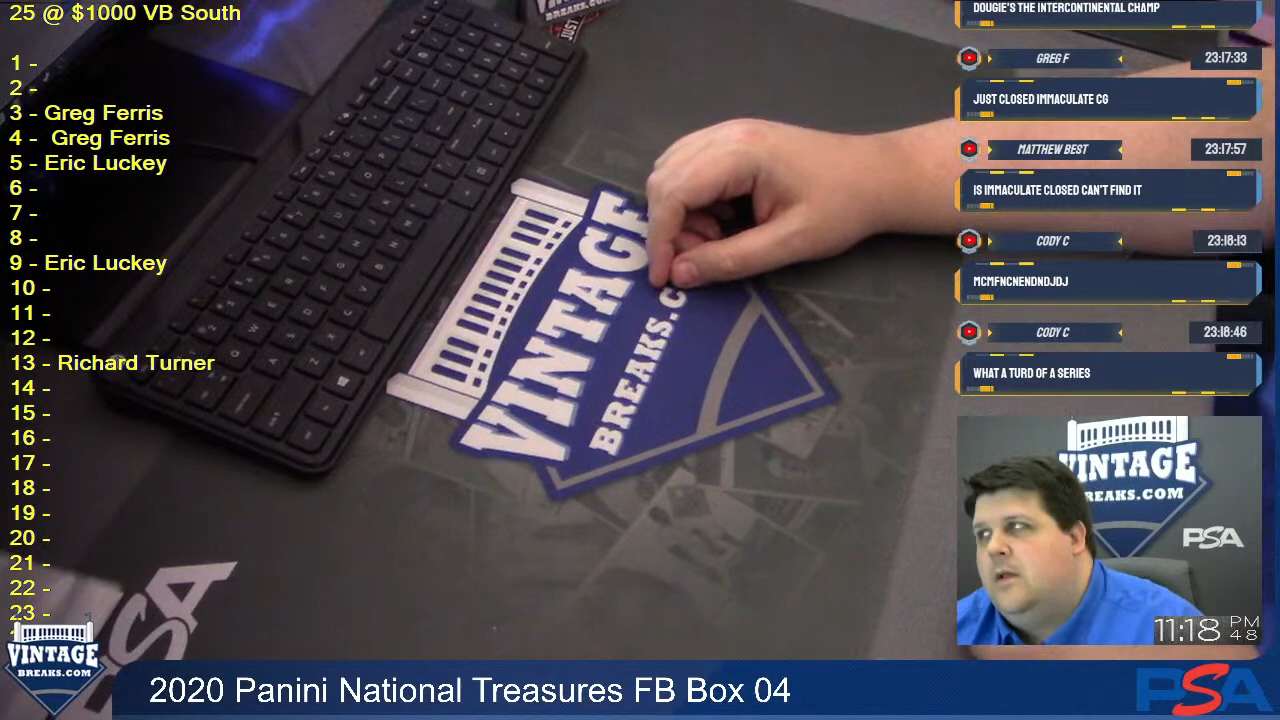 25 @ $1000 VB South
1 -
2 -
3 - Greg Ferris
4 - Greg Ferris
5 - Eric Luckey
6 -
7 -
8 -
9 - Eric Luckey
10 -
11 -
12 -
13 - Richard Turner
14 -
15 -
16 -
17 -
18 -
19 -
20 -
21 -
22 -
23 -
DOUGIE'S THE INTERCONTINENTAL CHAMP
GREG F
23:17:33
JUST CLOSED IMMACULATE CG
MATTHEW BEST
23:17:57
IS IMMACULATE CLOSED CAN'T FIND IT
CODY C
23:18:13
MCMFNCNENDNDJDJ
CODY C
23:18:46
WHAT A TURD OF A SERIES
VINTAGE
BREAKS.C
VINTAGE
REAKS.COM
PSA
11:18 PM
48
PSA
VINTAGE
BREAKS.COM
2020 Panini National Treasures FB Box 04
PSA